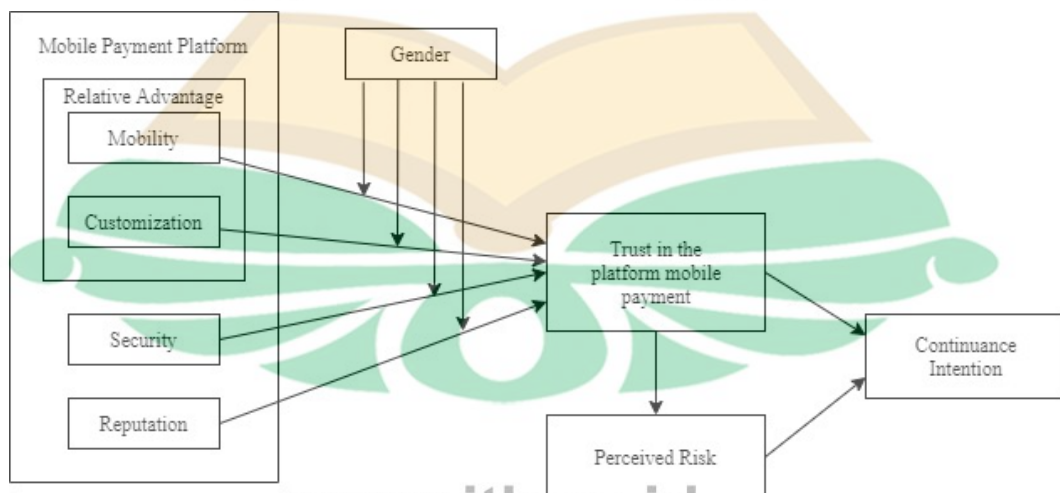 Mobile Payment Platform
Gender
Relative Advantage
Mobility
Customization
Trust in the
platform mobile
payment
Security
Continuance
Intention
Reputation
Perceived Risk